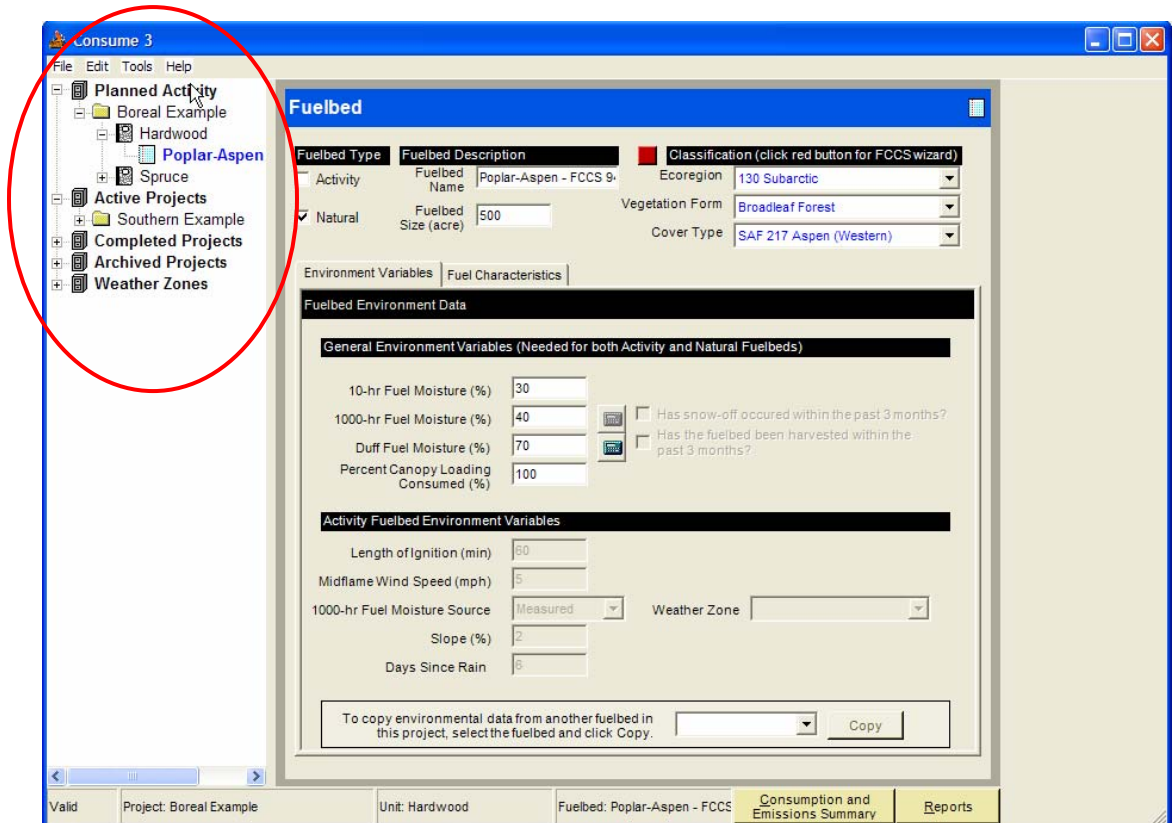 Consume 3
File Edit Tools Help
Planned Activity
Boreal Example
Hardwood
Poplar-Aspen
Spruce
Active Projects
Southern Example
Completed Projects
Archived Projects
Weather Zones
Fuelbed
Fuelbed Type
Activity
Natural
Fuelbed Description
Fuelbed
Name
Poplar-Aspen - FCCS 9
Fuelbed
Size (acre)
500
Classification (click red button for FCCS wizard)
Ecoregion 130 Subarctic
Vegetation Form Broadleaf Forest
Cover Type SAF 217 Aspen (Western)
Environment Variables Fuel Characteristics
Fuelbed Environment Data
General Environment Variables (Needed for both Activity and Natural Fuelbeds)
10-hr Fuel Moisture (%) 30
1000-hr Fuel Moisture (%) 40
Duff Fuel Moisture (%) 70
Percent Canopy Loading
Consumed (%)
100
Has snow-off occured within the past 3 months?
Has the fuelbed been harvested within the
past 3 months?
Activity Fuelbed Environment Variables
Length of Ignition (min) 60
Midflame Wind Speed (mph) 5
1000-hr Fuel Moisture Source Measured Weather Zone
Slope (%) 2
Days Since Rain 6
To copy environmental data from another fuelbed in
this project, select the fuelbed and click Copy.
Copy
Valid Project: Boreal Example Unit: Hardwood Fuelbed: Poplar-Aspen - FCCS
Consumption and
Emissions Summary
Reports